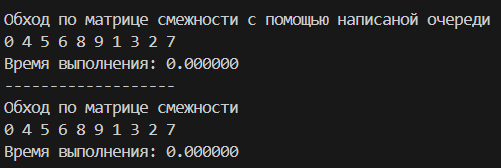 Обход по матрице смежности с помощью написаной очереди
0 4 5 6 8 9 1 3 2 7
Время выполнения: 0.000000
-------------------
Обход по матрице смежности
0 4 5 6 8 9 1 3 2 7
Время выполнения: 0.000000